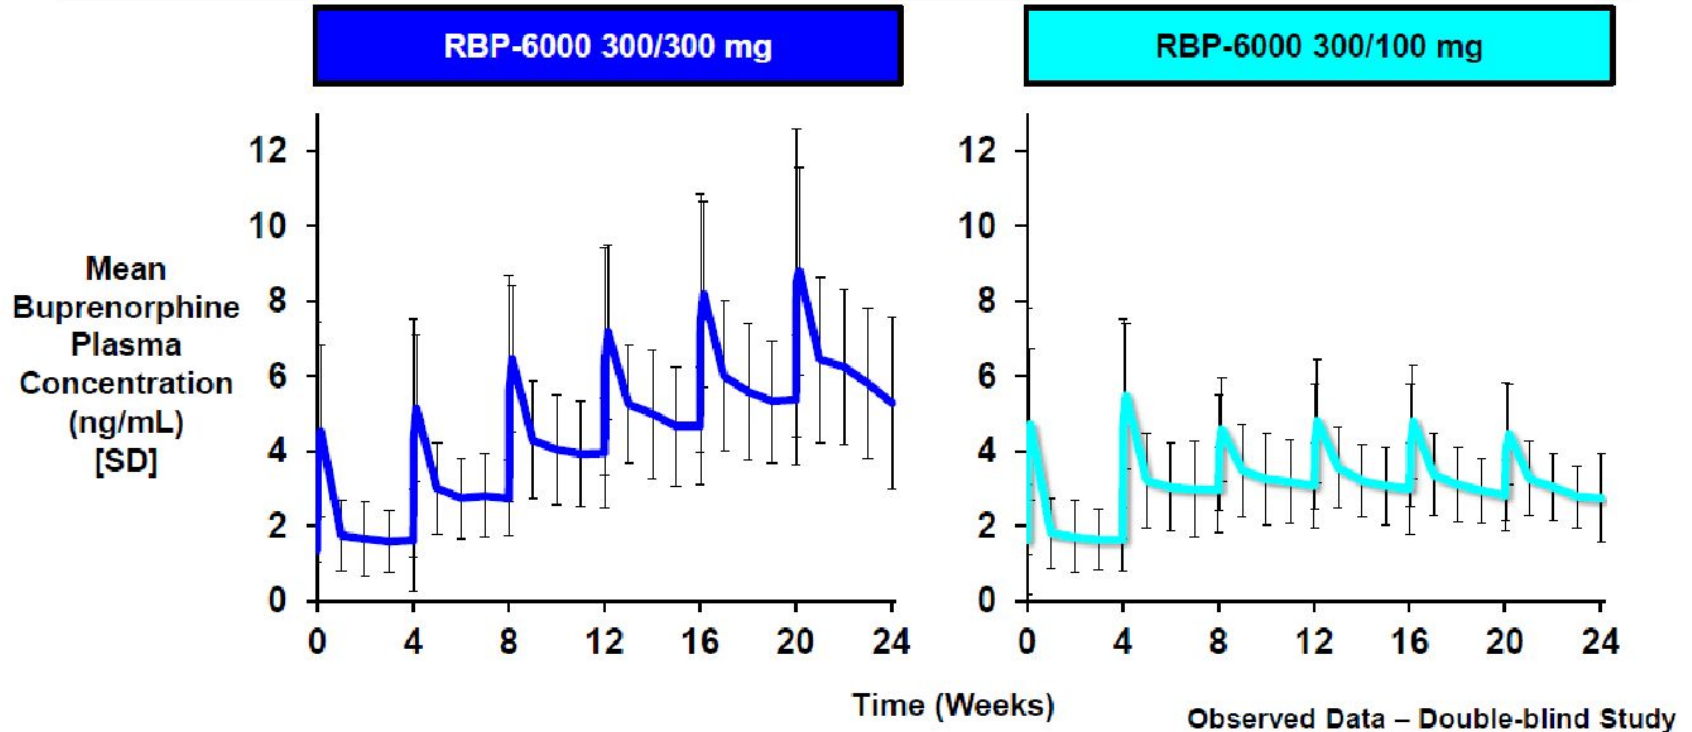 RBP-6000 300/300 mg
RBP-6000 300/100 mg
Mean
Buprenorphine
Plasma
Concentration
(ng/mL)
[SD]
12
10
8
6
4
2
0
0 4 8 12 16 20 24
12
10
8
6
4
2
0
0 4 8 12 16 20 24
Time (Weeks)
Observed Data – Double-blind Study